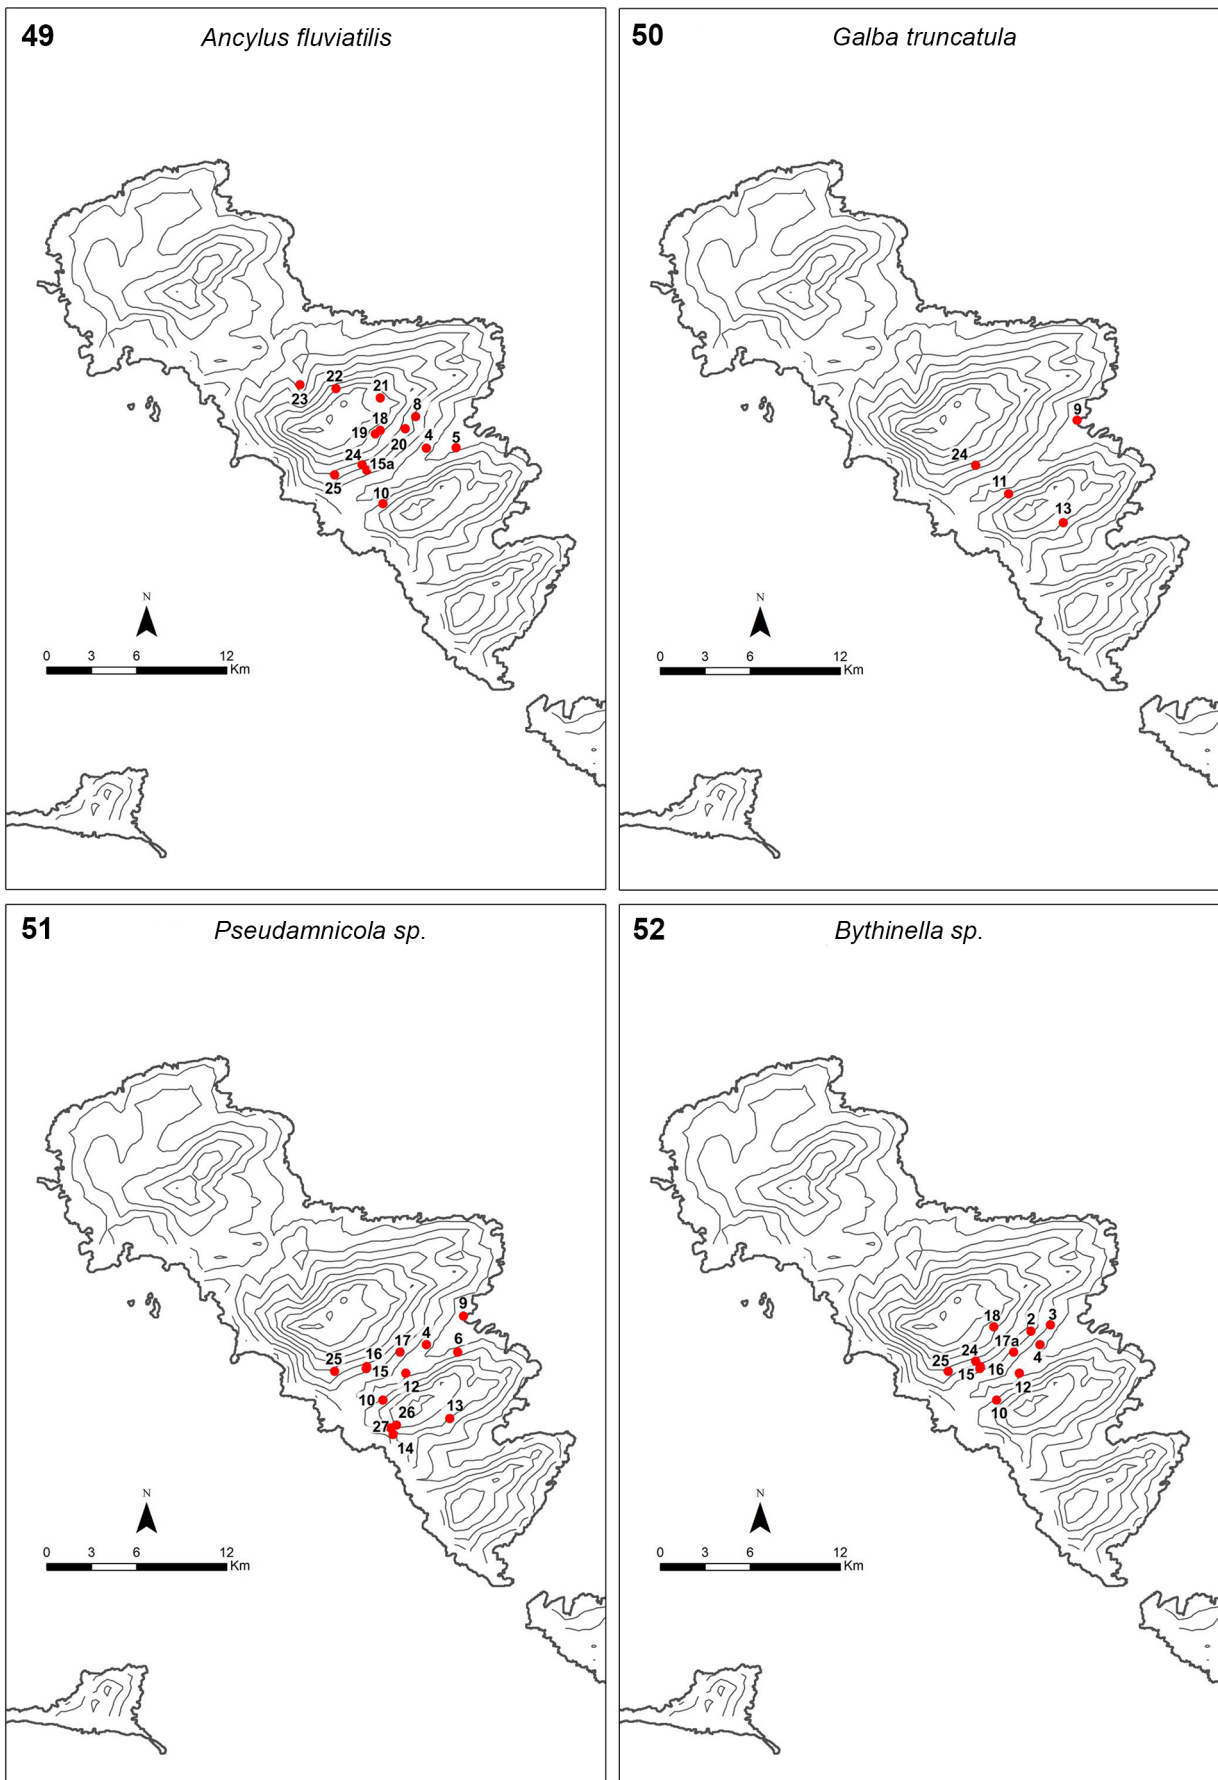 49 Ancylus fluviatilis
22
21
23
8
18
19
20
4
5
24
15a
25
10
N
0 3 6 12
Km
50 Galba truncatula
9
24
11
13
N
0 3 6 12
Km
51 Pseudamnicola sp.
9
17
4
6
16
25
15
12
10
13
26
27
14
N
0 3 6 12
Km
52 Bythinella sp.
18
2
3
17a
4
24
25
15
16
12
10
N
0 3 6 12
Km